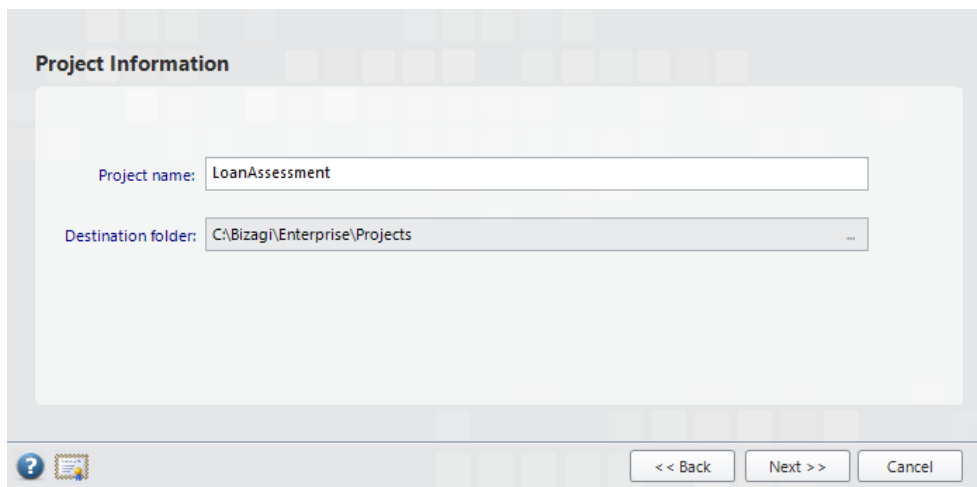 Project Information
Project name: LoanAssessment
Destination folder: C:\Bizagi\Enterprise\Projects ...
? << Back Next >> Cancel